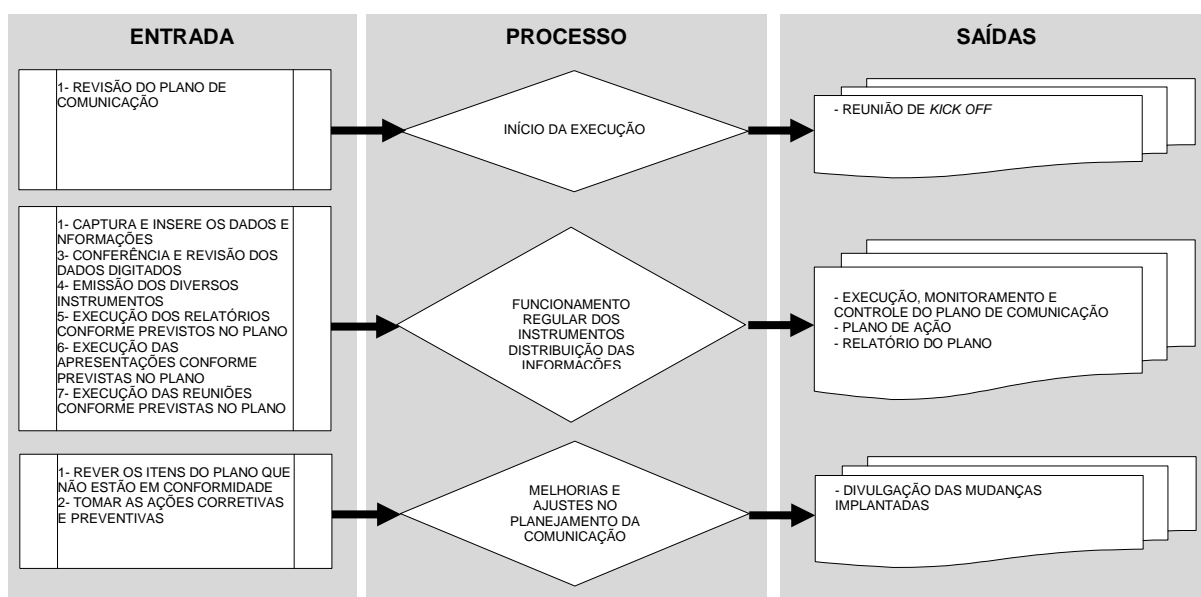 ENTRADA
PROCESSO
SAÍDAS
1- REVISÃO DO PLANO DE
COMUNICAÇÃO
INÍCIO DA EXECUÇÃO
- REUNIÃO DE KICK OFF
1- CAPTURA E INSERE OS DADOS E
NFORMAÇÕES
3- CONFERÊNCIA E REVISÃO DOS
DADOS DIGITADOS
4- EMISSÃO DOS DIVERSOS
INSTRUMENTOS
5- EXECUÇÃO DOS RELATÓRIOS
CONFORME PREVISTOS NO PLANO
6- EXECUÇÃO DAS
APRESENTAÇÕES CONFORME
PREVISTAS NO PLANO
7- EXECUÇÃO DAS REUNIÕES
CONFORME PREVISTAS NO PLANO
FUNCIONAMENTO
REGULAR DOS
INSTRUMENTOS
DISTRIBUIÇÃO DAS
INFORMAÇÕES
- EXECUÇÃO, MONITORAMENTO E
CONTROLE DO PLANO DE COMUNICAÇÃO
- PLANO DE AÇÃO
- RELATÓRIO DO PLANO
1- REVER OS ITENS DO PLANO QUE
NÃO ESTÃO EM CONFORMIDADE
2- TOMAR AS AÇÕES CORRETIVAS
E PREVENTIVAS
MELHORIAS E
AJUSTES NO
PLANEJAMENTO DA
COMUNICAÇÃO
- DIVULGAÇÃO DAS MUDANÇAS
IMPLANTADAS